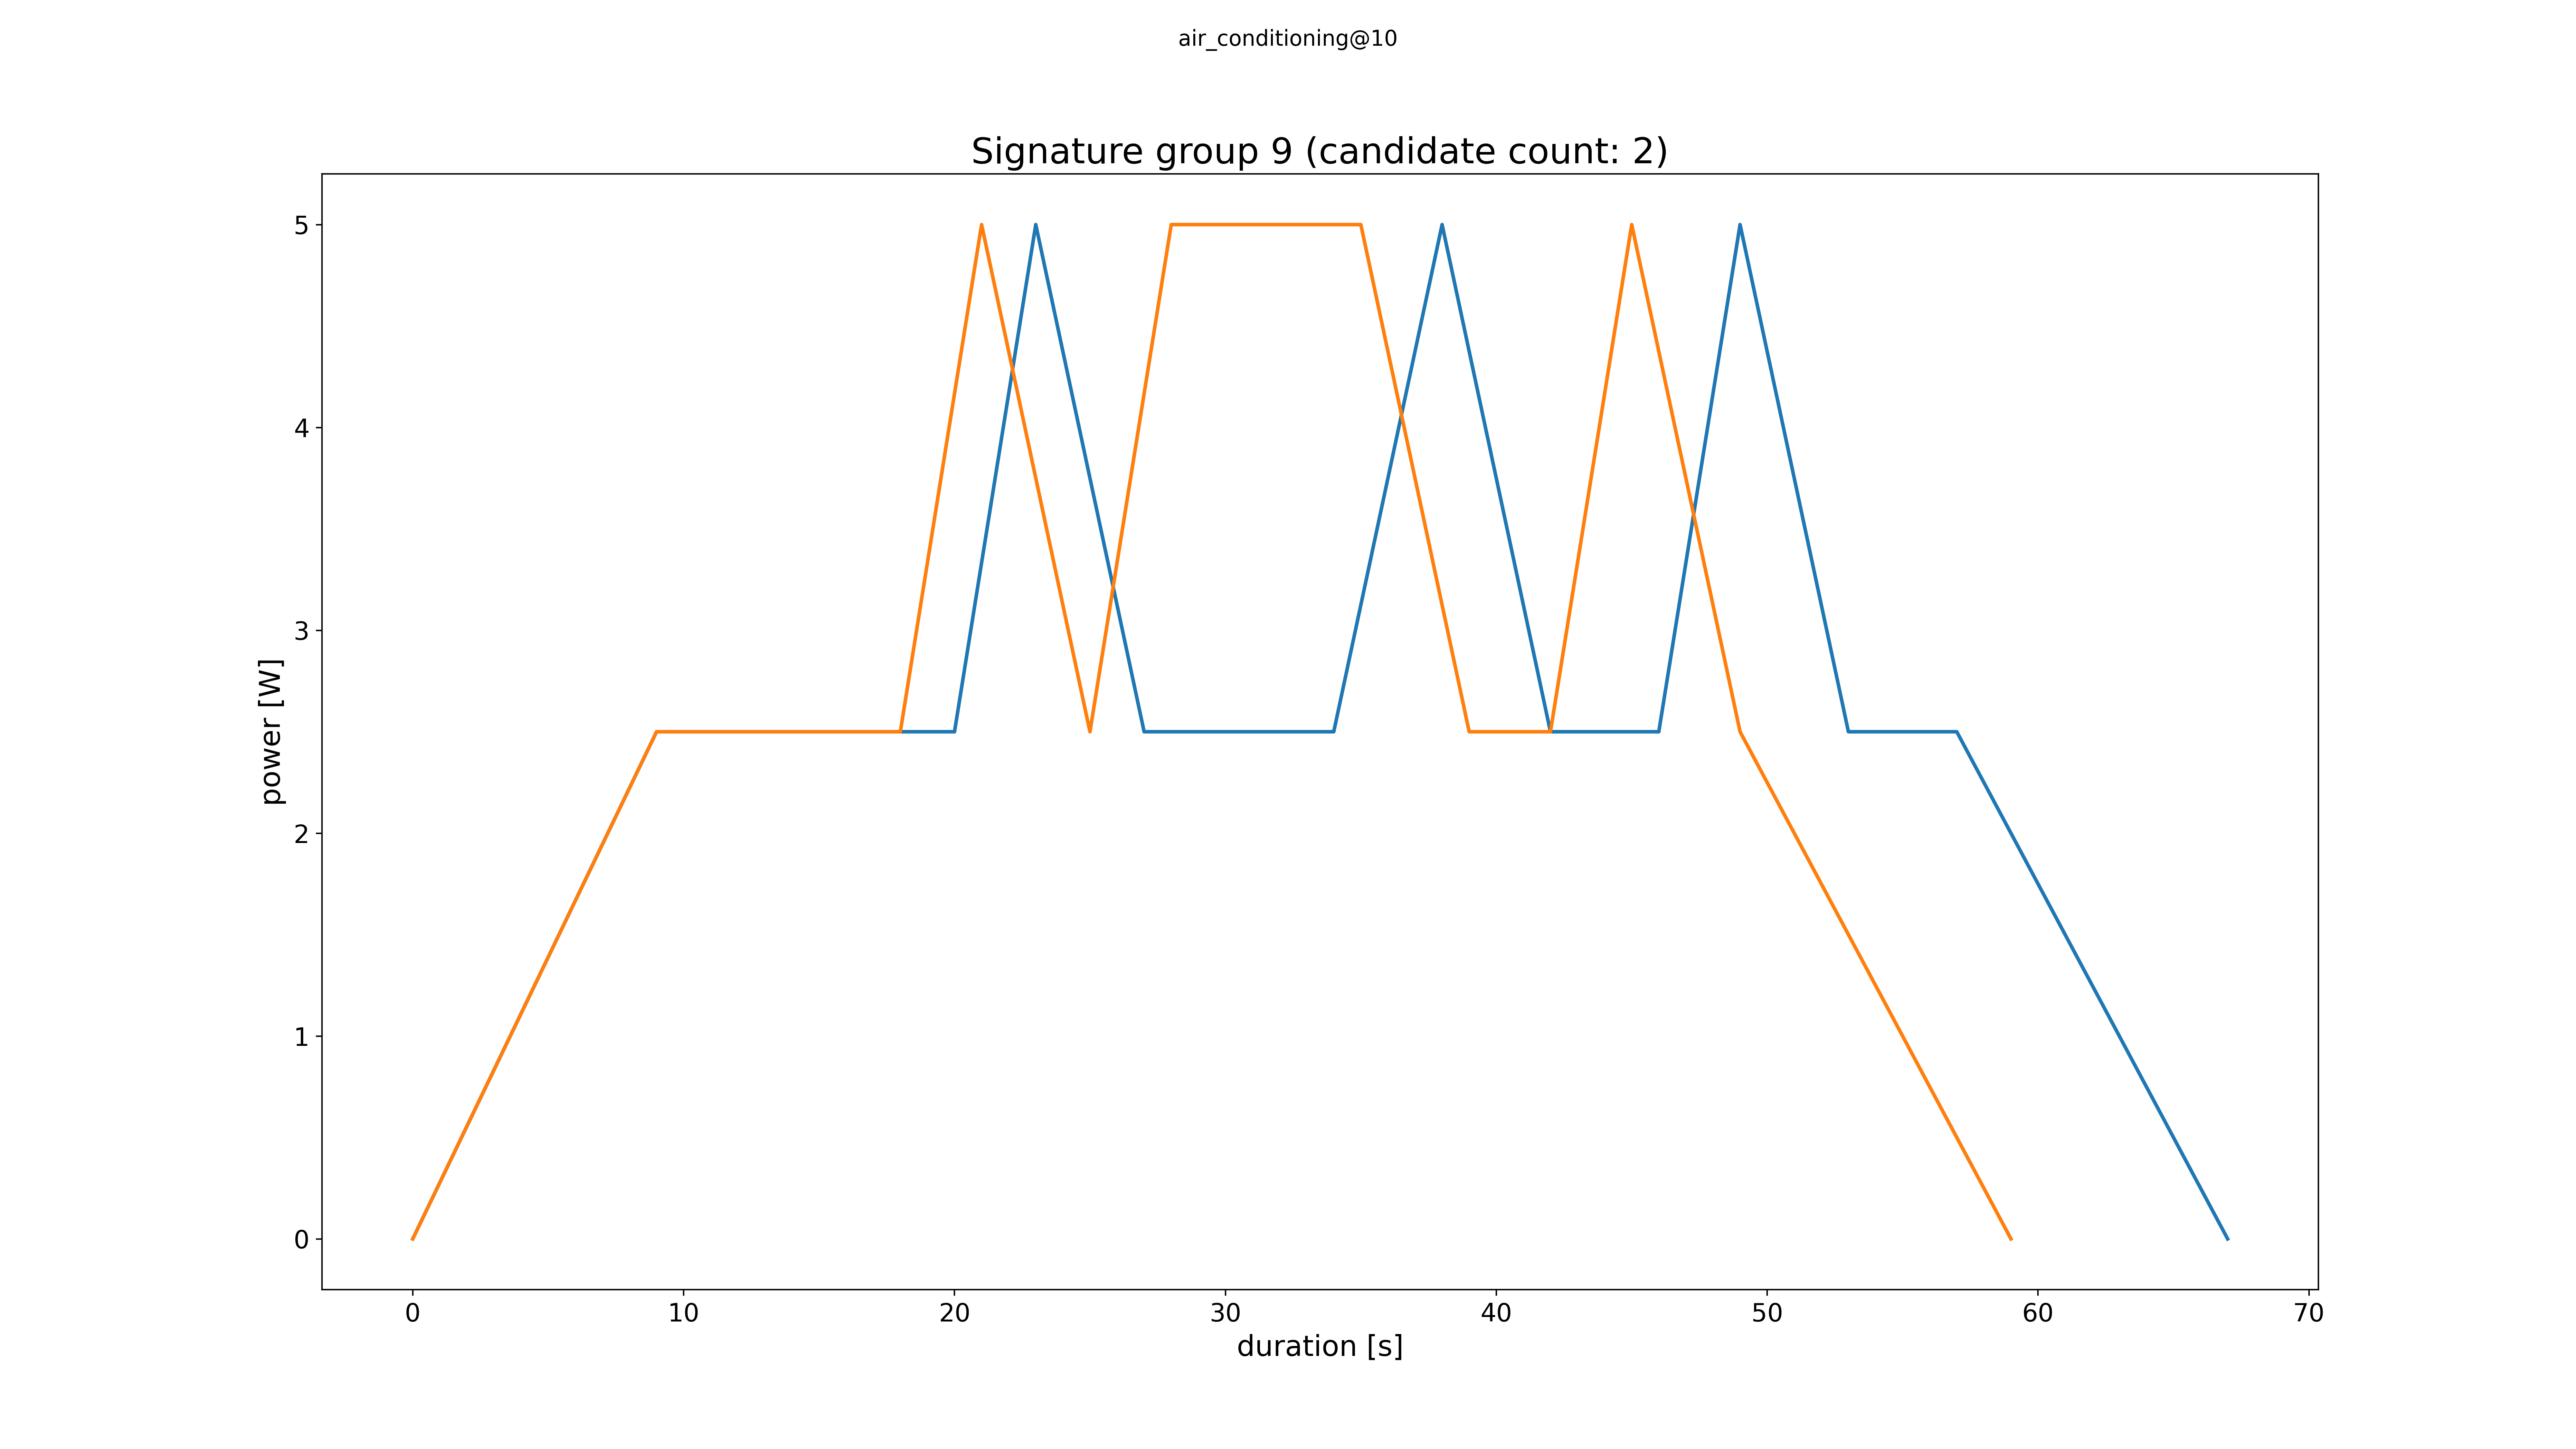 air_conditioning@10
Signature group 9 (candidate count: 2)
5
4
3
2
1
0
power [W]
0 10 20 30 40 50 60 70
duration [s]